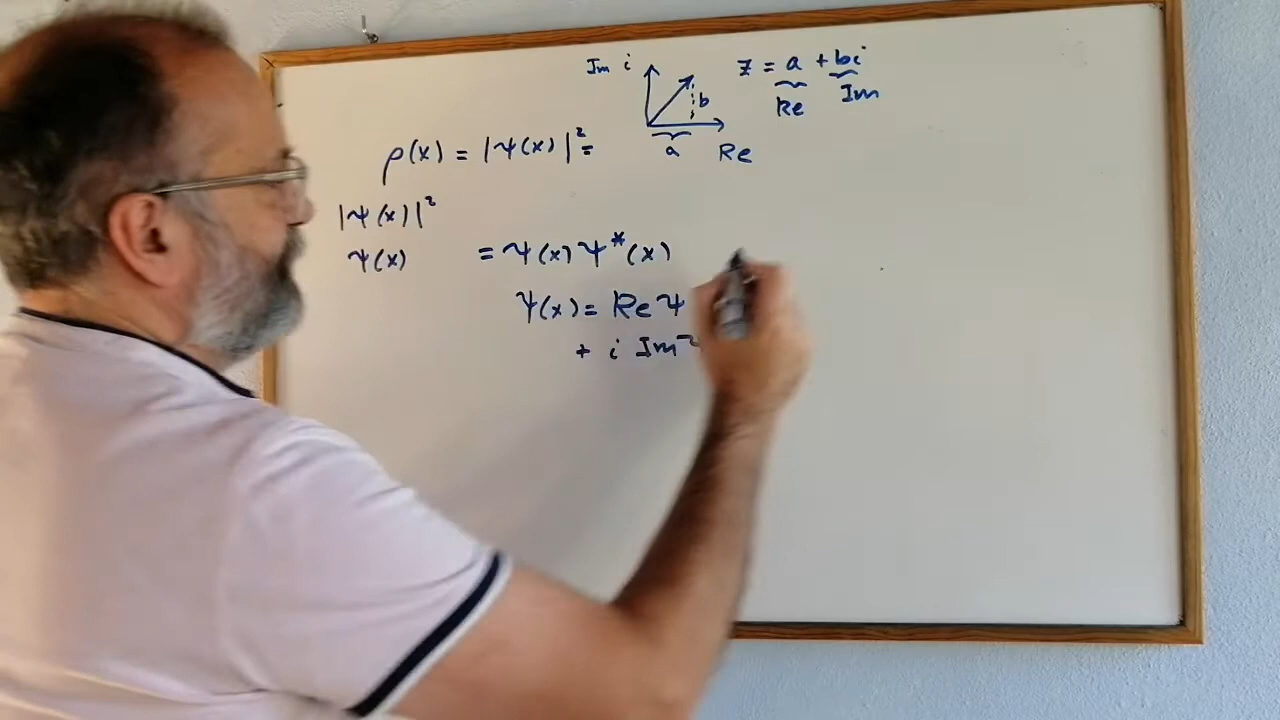 Im i
z = a + bi
Re Im
b
a Re
ρ(x) = |ψ(x)|² =
|ψ(x)|²
ψ(x) = ψ(x) ψ*(x)
ψ(x) = Re ψ
+ i Im